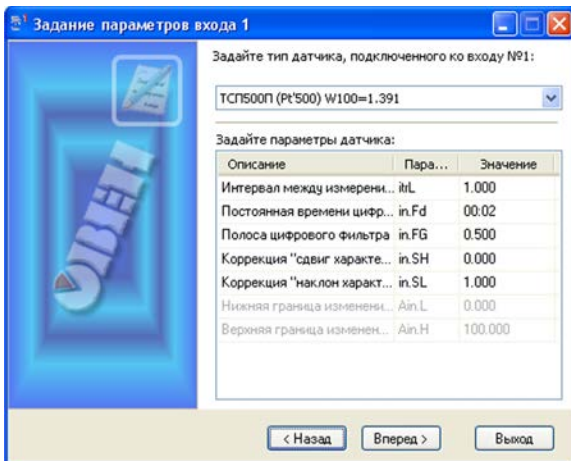 Задание параметров входа 1
Задайте тип датчика, подключенного ко входу №1:
ТСП500П (Pt'500) W100=1.391
Задайте параметры датчика:
Описание Пара... Значение
Интервал между измерени... itrL 1.000
Постоянная времени цифр... in.Fd 00:02
Полоса цифрового фильтра in.FG 0.500
Коррекция "сдвиг характе... in.SH 0.000
Коррекция "наклон характ... in.SL 1.000
Нижняя граница изменени... Ain.L 0.000
Верхняя граница изменен... Ain.H 100.000
ОВЕН
< Назад Вперед > Выход